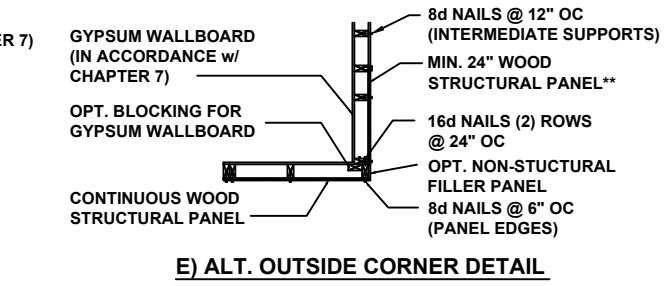 ER 7)
GYPSUM WALLBOARD
(IN ACCORDANCE w/
CHAPTER 7)
OPT. BLOCKING FOR
GYPSUM WALLBOARD
CONTINUOUS WOOD
STRUCTURAL PANEL
8d NAILS @ 12" OC
(INTERMEDIATE SUPPORTS)
MIN. 24" WOOD
STRUCTURAL PANEL**
16d NAILS (2) ROWS
@ 24" OC
OPT. NON-STUCTURAL
FILLER PANEL
8d NAILS @ 6" OC
(PANEL EDGES)
E) ALT. OUTSIDE CORNER DETAIL